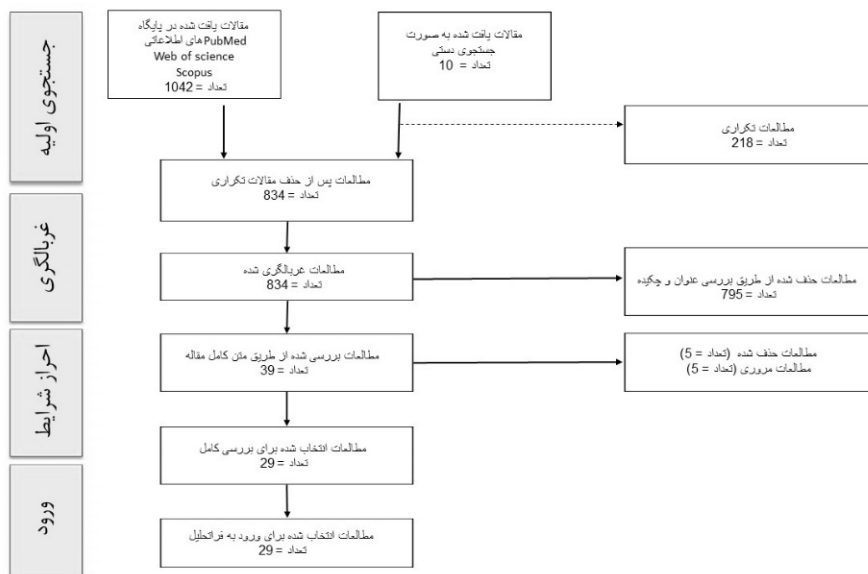 جستجوی اولیه
مقالات یافت شده در پایگاه
های اطلاعاتی PubMed
Web of science
Scopus
تعداد = 1042
مقالات یافت شده به صورت
جستجوی دستی
تعداد = 10
مطالعات تکراری
تعداد = 218
مطالعات پس از حذف مقالات تکراری
تعداد = 834
غربالگری
مطالعات غربالگری شده
تعداد = 834
مطالعات حذف شده از طریق بررسی عنوان و چکیده
تعداد = 795
احراز شرایط
مطالعات بررسی شده از طریق متن کامل مقاله
تعداد = 39
مطالعات حذف شده (تعداد = 5)
مطالعات مروری (تعداد = 5)
مطالعات انتخاب شده برای بررسی کامل
تعداد = 29
ورود
مطالعات انتخاب شده برای ورود به فراتحلیل
تعداد = 29